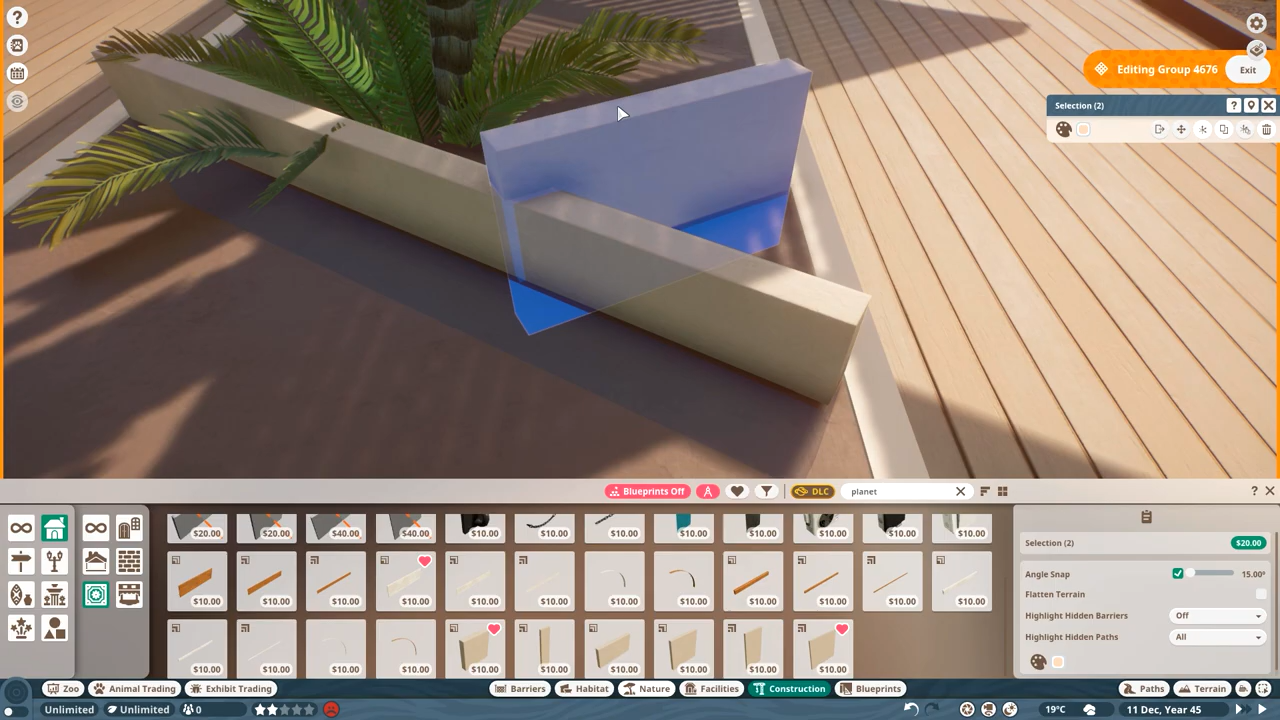 ?
Editing Group 4676
Exit
Selection (2)
?
Blueprints Off
DLC
planet
?
$20.00 $20.00 $40.00 $40.00 $10.00 $10.00 $10.00 $10.00 $10.00 $10.00 $10.00 $10.00
$10.00 $10.00 $10.00 $10.00 $10.00 $10.00 $10.00 $10.00 $10.00 $10.00 $10.00 $10.00
$10.00 $10.00 $10.00 $10.00 $10.00 $10.00 $10.00 $10.00 $10.00 $10.00
Selection (2) $20.00
Angle Snap 15.00°
Flatten Terrain
Highlight Hidden Barriers Off
Highlight Hidden Paths All
Zoo Animal Trading Exhibit Trading Barriers Habitat Nature Facilities Construction Blueprints Paths Terrain
Unlimited Unlimited 0 19°C 11 Dec, Year 45